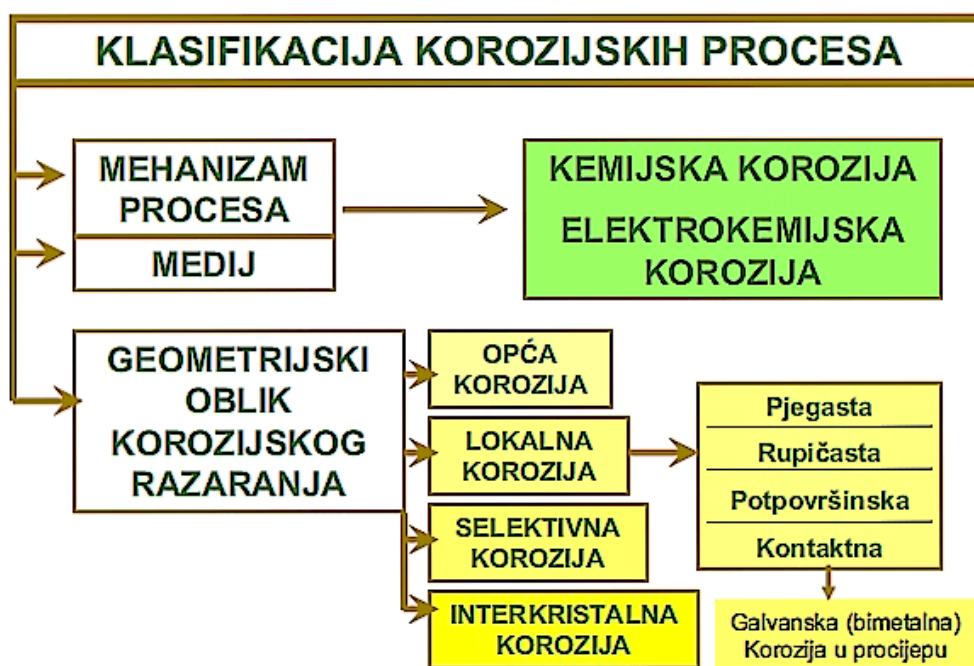 KLASIFIKACIJA KOROZIJSKIH PROCESA
MEHANIZAM
PROCESA
MEDIJ
KEMIJSKA KOROZIJA
ELEKTROKEMIJSKA
KOROZIJA
GEOMETRIJSKI
OBLIK
KOROZIJSKOG
RAZARANJA
OPĆA
KOROZIJA
LOKALNA
KOROZIJA
SELEKTIVNA
KOROZIJA
INTERKRISTALNA
KOROZIJA
Pjegasta
Rupičasta
Potpovršinska
Kontaktna
Galvanska (bimetalna)
Korozija u procijepu